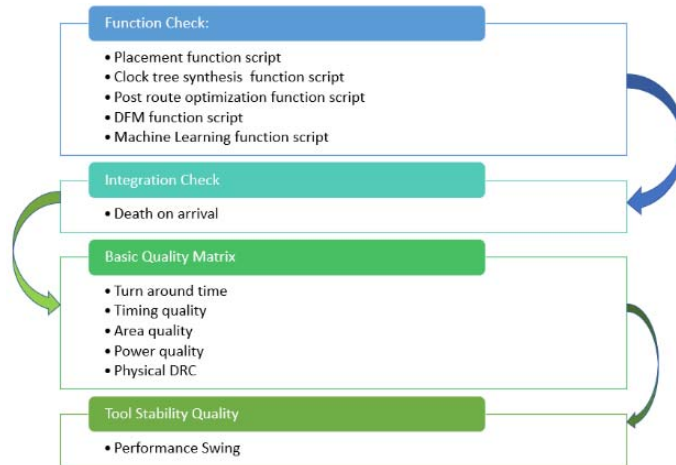 Function Check:
• Placement function script
• Clock tree synthesis function script
• Post route optimization function script
• DFM function script
• Machine Learning function script
Integration Check
• Death on arrival
Basic Quality Matrix
• Turn around time
• Timing quality
• Area quality
• Power quality
• Physical DRC
Tool Stability Quality
• Performance Swing